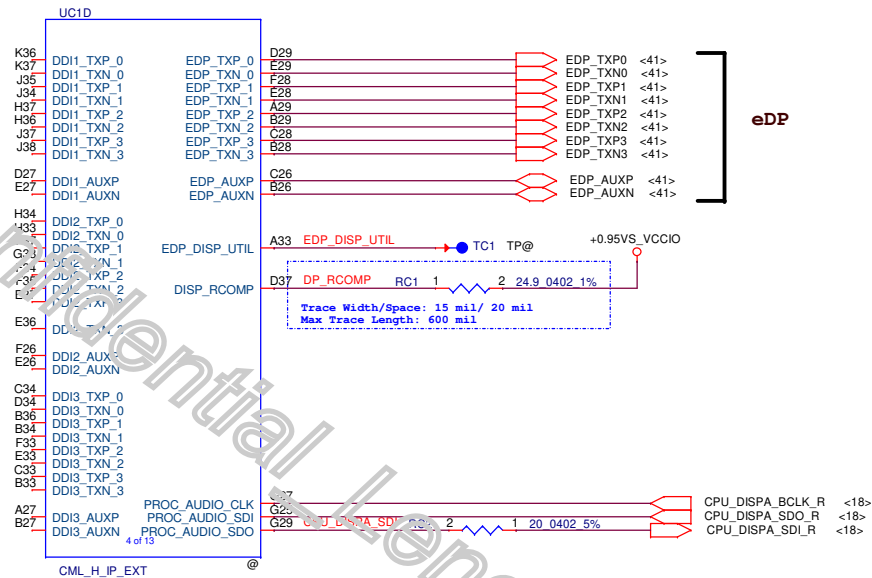 UC1D
K36 DDI1_TXP_0 EDP_TXP_0 D29 EDP_TXP0 <41>
K37 DDI1_TXN_0 EDP_TXN_0 E29 EDP_TXN0 <41>
J35 DDI1_TXP_1 EDP_TXP_1 F28 EDP_TXP1 <41>
J34 DDI1_TXN_1 EDP_TXN_1 E28 EDP_TXN1 <41>
H37 DDI1_TXP_2 EDP_TXP_2 A29 EDP_TXP2 <41>
H36 DDI1_TXN_2 EDP_TXN_2 B29 EDP_TXN2 <41>
J37 DDI1_TXP_3 EDP_TXP_3 C28 EDP_TXP3 <41>
J38 DDI1_TXN_3 EDP_TXN_3 B28 EDP_TXN3 <41>
eDP
D27 DDI1_AUXP EDP_AUXP C26 EDP_AUXP <41>
E27 DDI1_AUXN EDP_AUXN B26 EDP_AUXN <41>
H34 DDI2_TXP_0
H33 DDI2_TXN_0
DDI2_TXP_1 EDP_DISP_UTIL A33 EDP_DISP_UTIL TC1 TP@
+0.95VS_VCCIO
DDI2_TXN_1
DDI2_TXP_2
DDI2_TXN_2 DISP_RCOMP D37 DP_RCOMP RC1 1 2 24.9_0402_1%
Trace Width/Space: 15 mil/ 20 mil
Max Trace Length: 600 mil
E36
F26 DDI2_AUXP
E26 DDI2_AUXN
C34 DDI3_TXP_0
D34 DDI3_TXN_0
B36 DDI3_TXP_1
B34 DDI3_TXN_1
F33 DDI3_TXP_2
E33 DDI3_TXN_2
C33 DDI3_TXP_3
B33 DDI3_TXN_3
PROC_AUDIO_CLK CPU_DISPA_BCLK_R <18>
A27 DDI3_AUXP PROC_AUDIO_SDI G25 CPU_DISPA_SDO_R <18>
B27 DDI3_AUXN PROC_AUDIO_SDO G29 CPU_DISPA_SDI 2 1 20_0402_5% CPU_DISPA_SDI_R <18>
4 of 13
CML_H_IP_EXT @